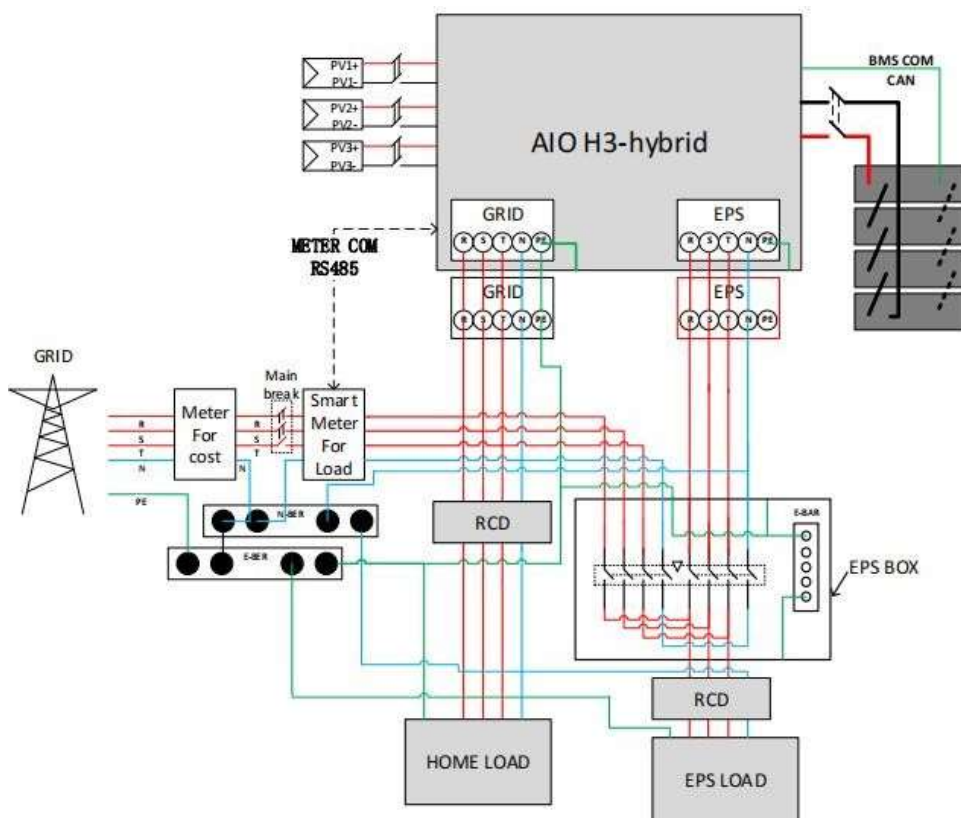 PV1+
PV1-
PV2+
PV2-
PV3+
PV3-
AIO H3-hybrid
BMS COM
CAN
GRID
R S T N PE
EPS
R S T N PE
METER COM
RS485
GRID
R S T N PE
EPS
R S T N PE
GRID
Main
break
Meter
For
cost
Smart
Meter
For
Load
R
S
T
N
PE
R
S
T
N
N-BER
E-BER
RCD
E-BAR
EPS BOX
RCD
HOME LOAD
EPS LOAD